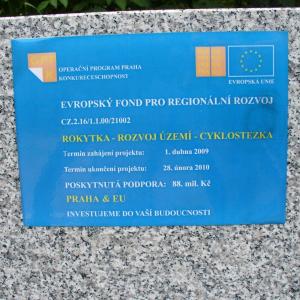 OPERAČNÍ PROGRAM PRAHA
KONKURECESCHOPNOST
EVROPSKÁ UNIE
EVROPSKÝ FOND PRO REGIONÁLNÍ ROZVOJ
CZ.2.16/1.1.00/21002
ROKYTKA - ROZVOJ ÚZEMÍ - CYKLOSTEZKA
Termín zahájení projektu: 1. dubna 2009
Termín ukončení projektu: 28. února 2010
POSKYTNUTÁ PODPORA: 88. mil. Kč
PRAHA & EU
INVESTUJEME DO VAŠÍ BUDOUCNOSTI